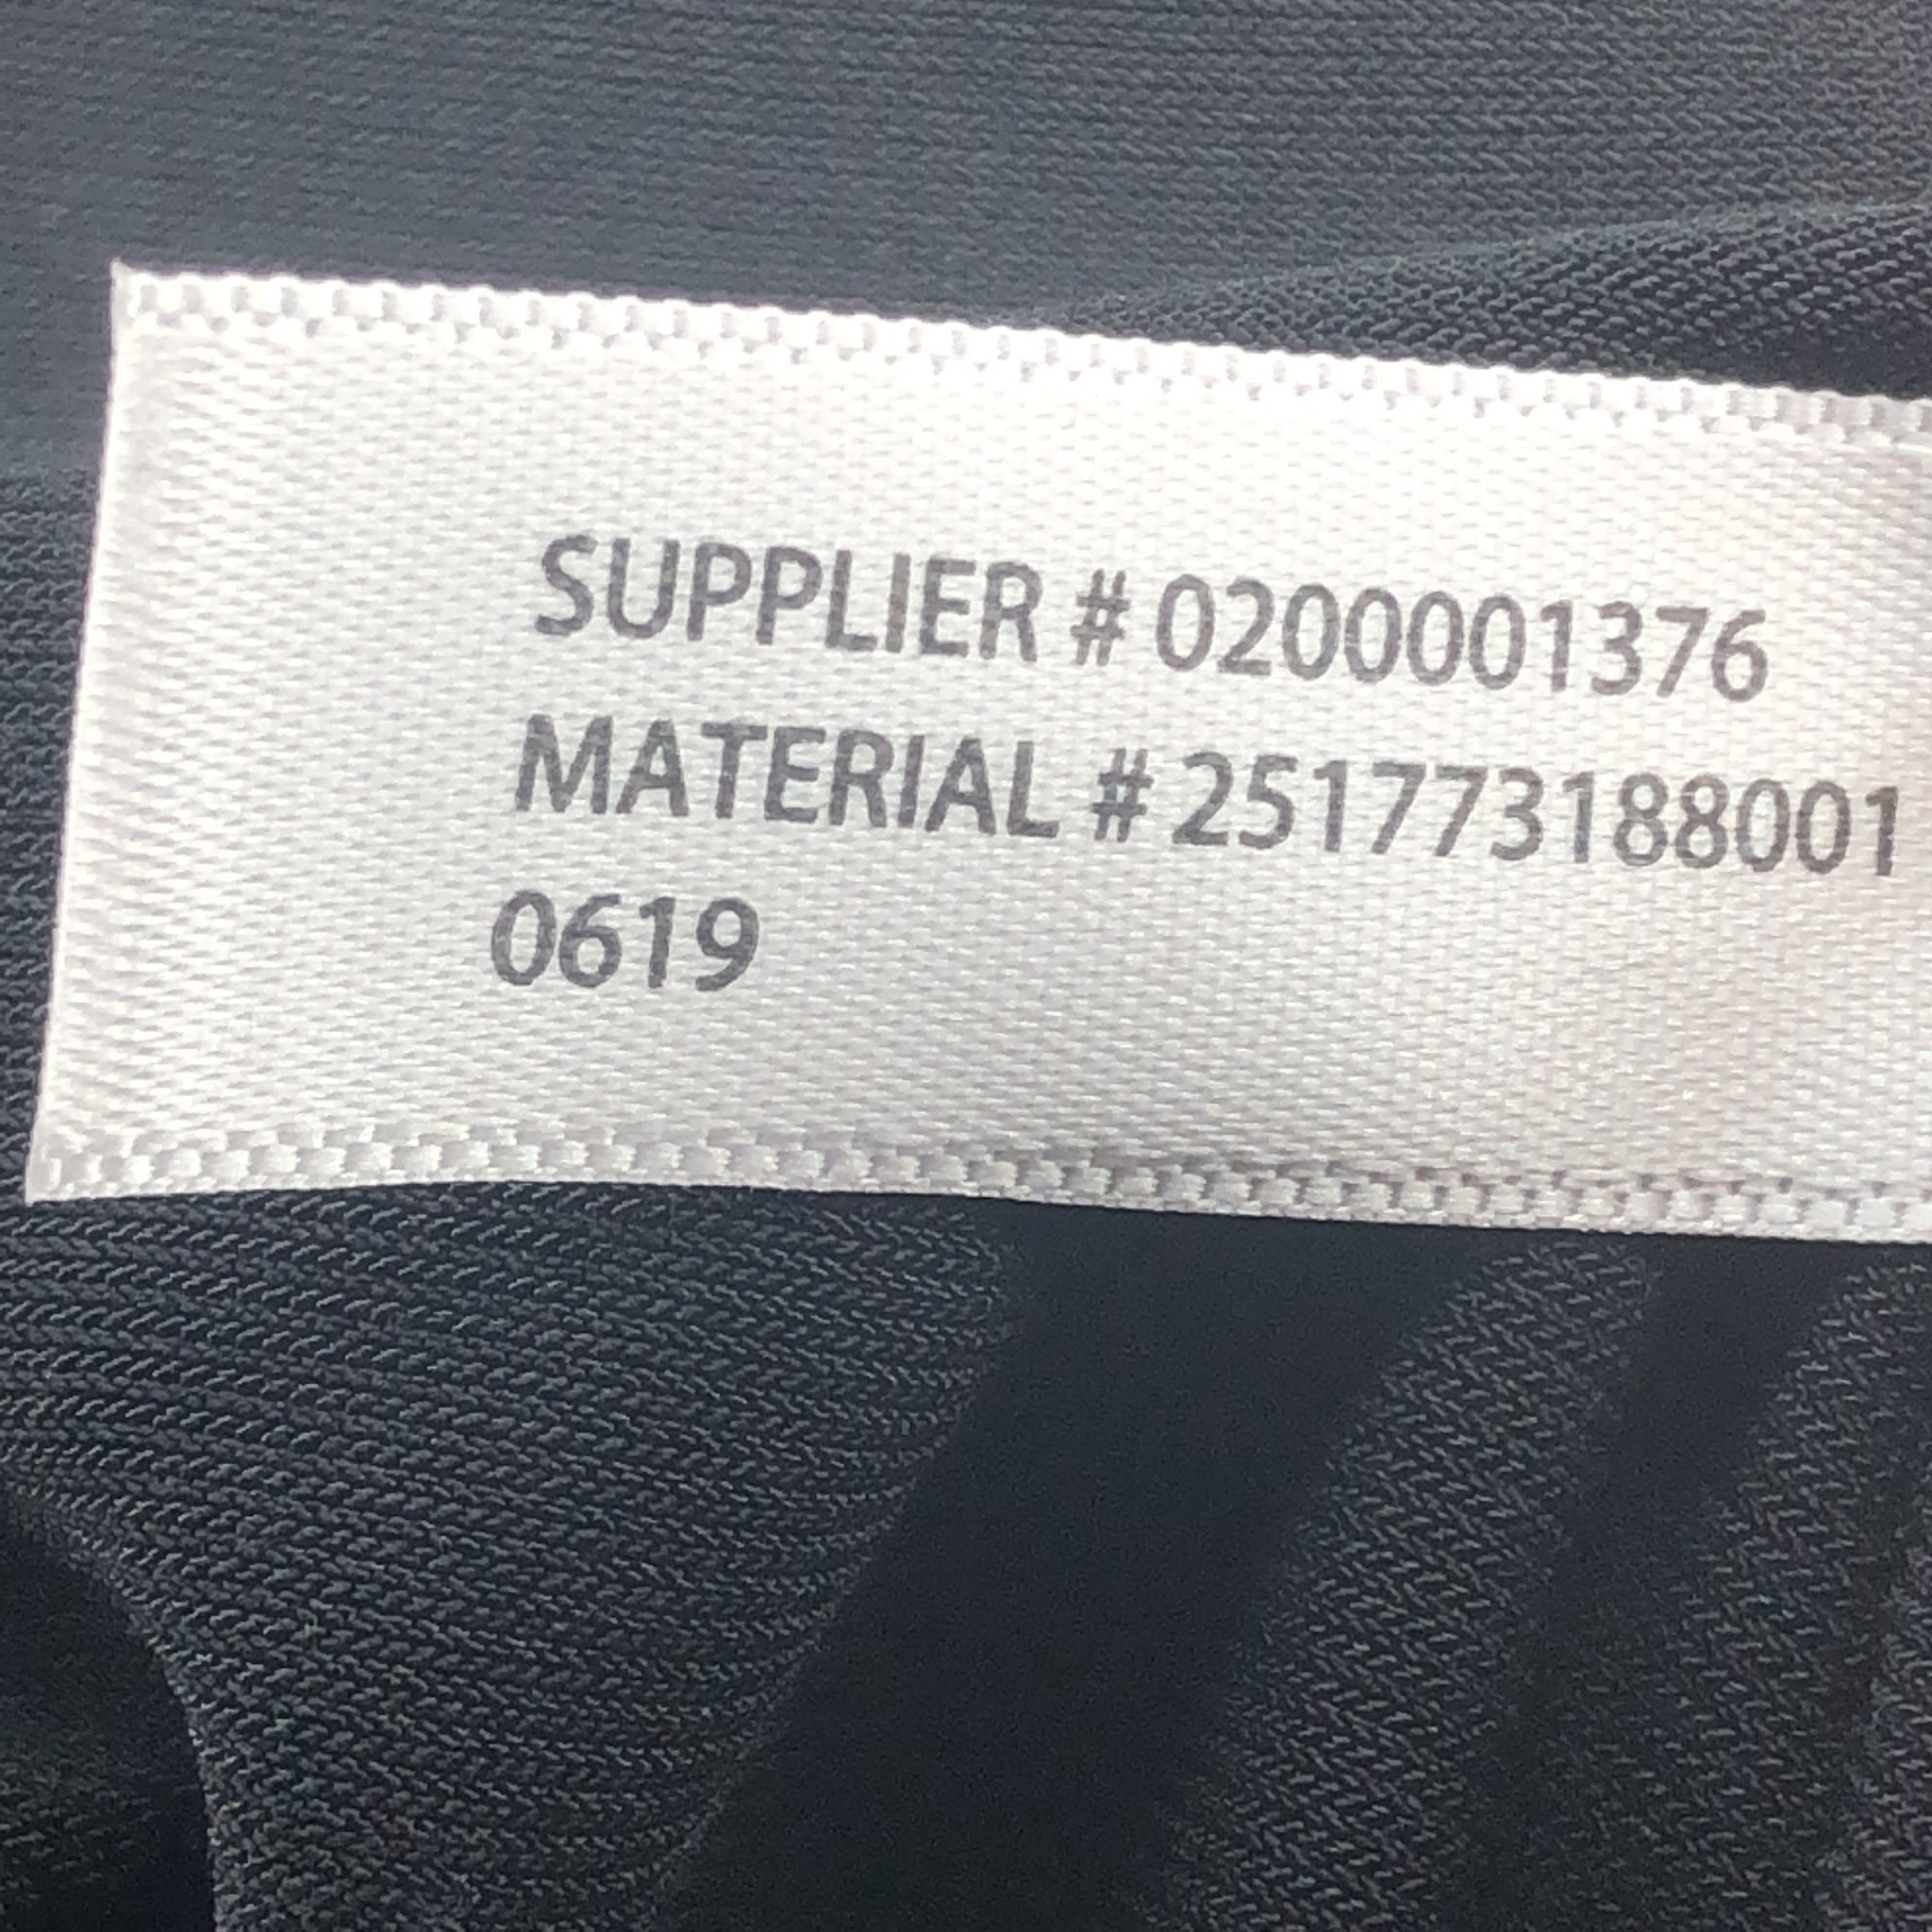 SUPPLIER # 0200001376
MATERIAL # 251773188001
0619